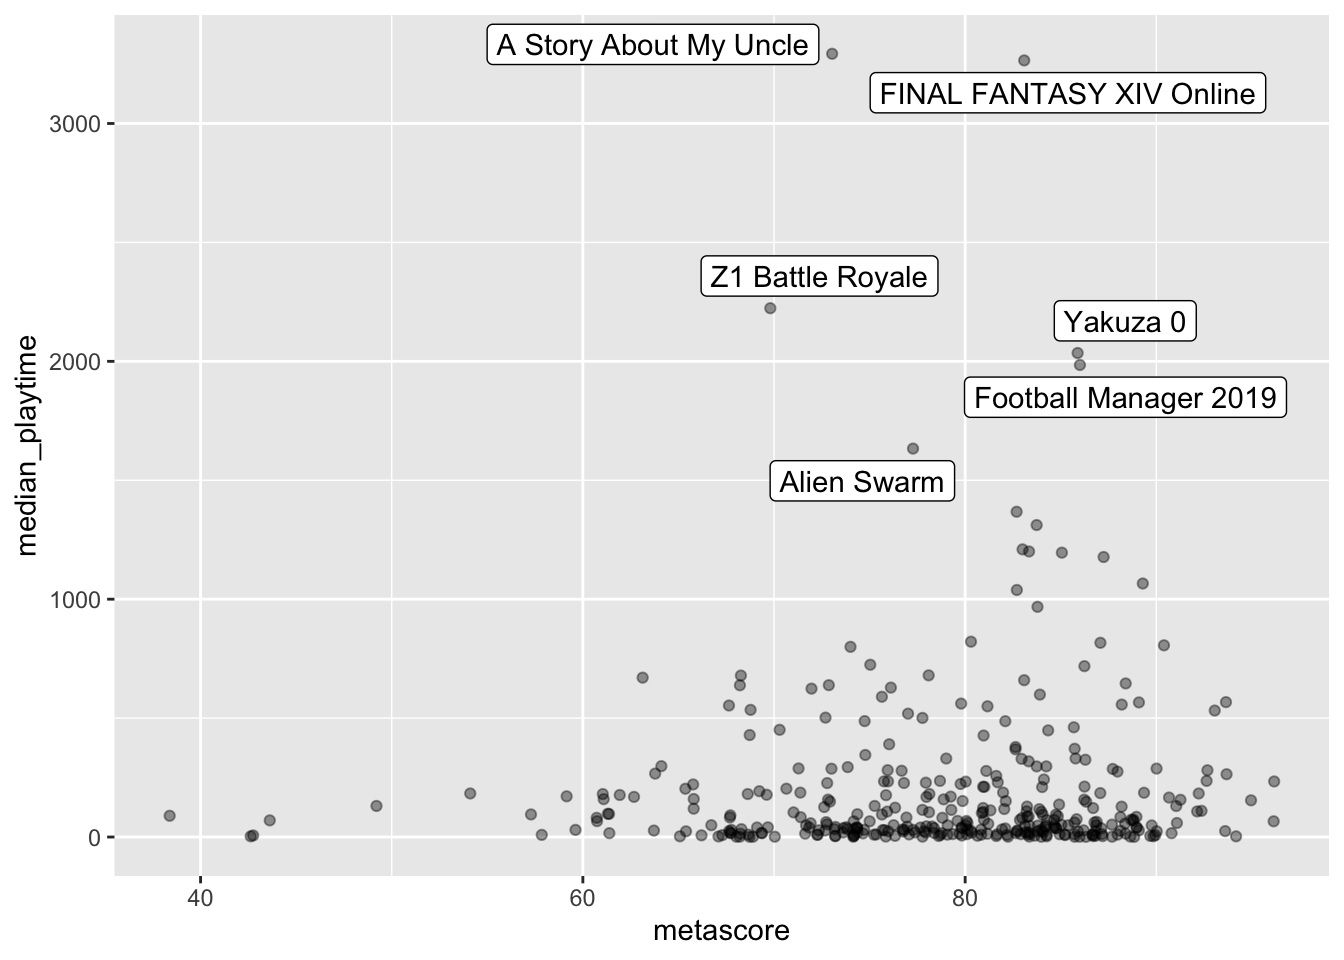 A Story About My Uncle
FINAL FANTASY XIV Online
3000
Z1 Battle Royale
Yakuza 0
2000
Football Manager 2019
median_playtime
Alien Swarm
1000
0
40
60
80
metascore